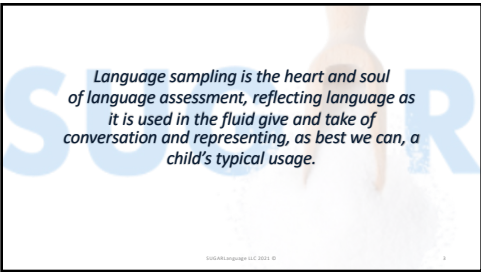 SUGAR
Language sampling is the heart and soul
of language assessment, reflecting language as
it is used in the fluid give and take of
conversation and representing, as best we can, a
child's typical usage.
SUGARLanguage LLC 2021 ©
3